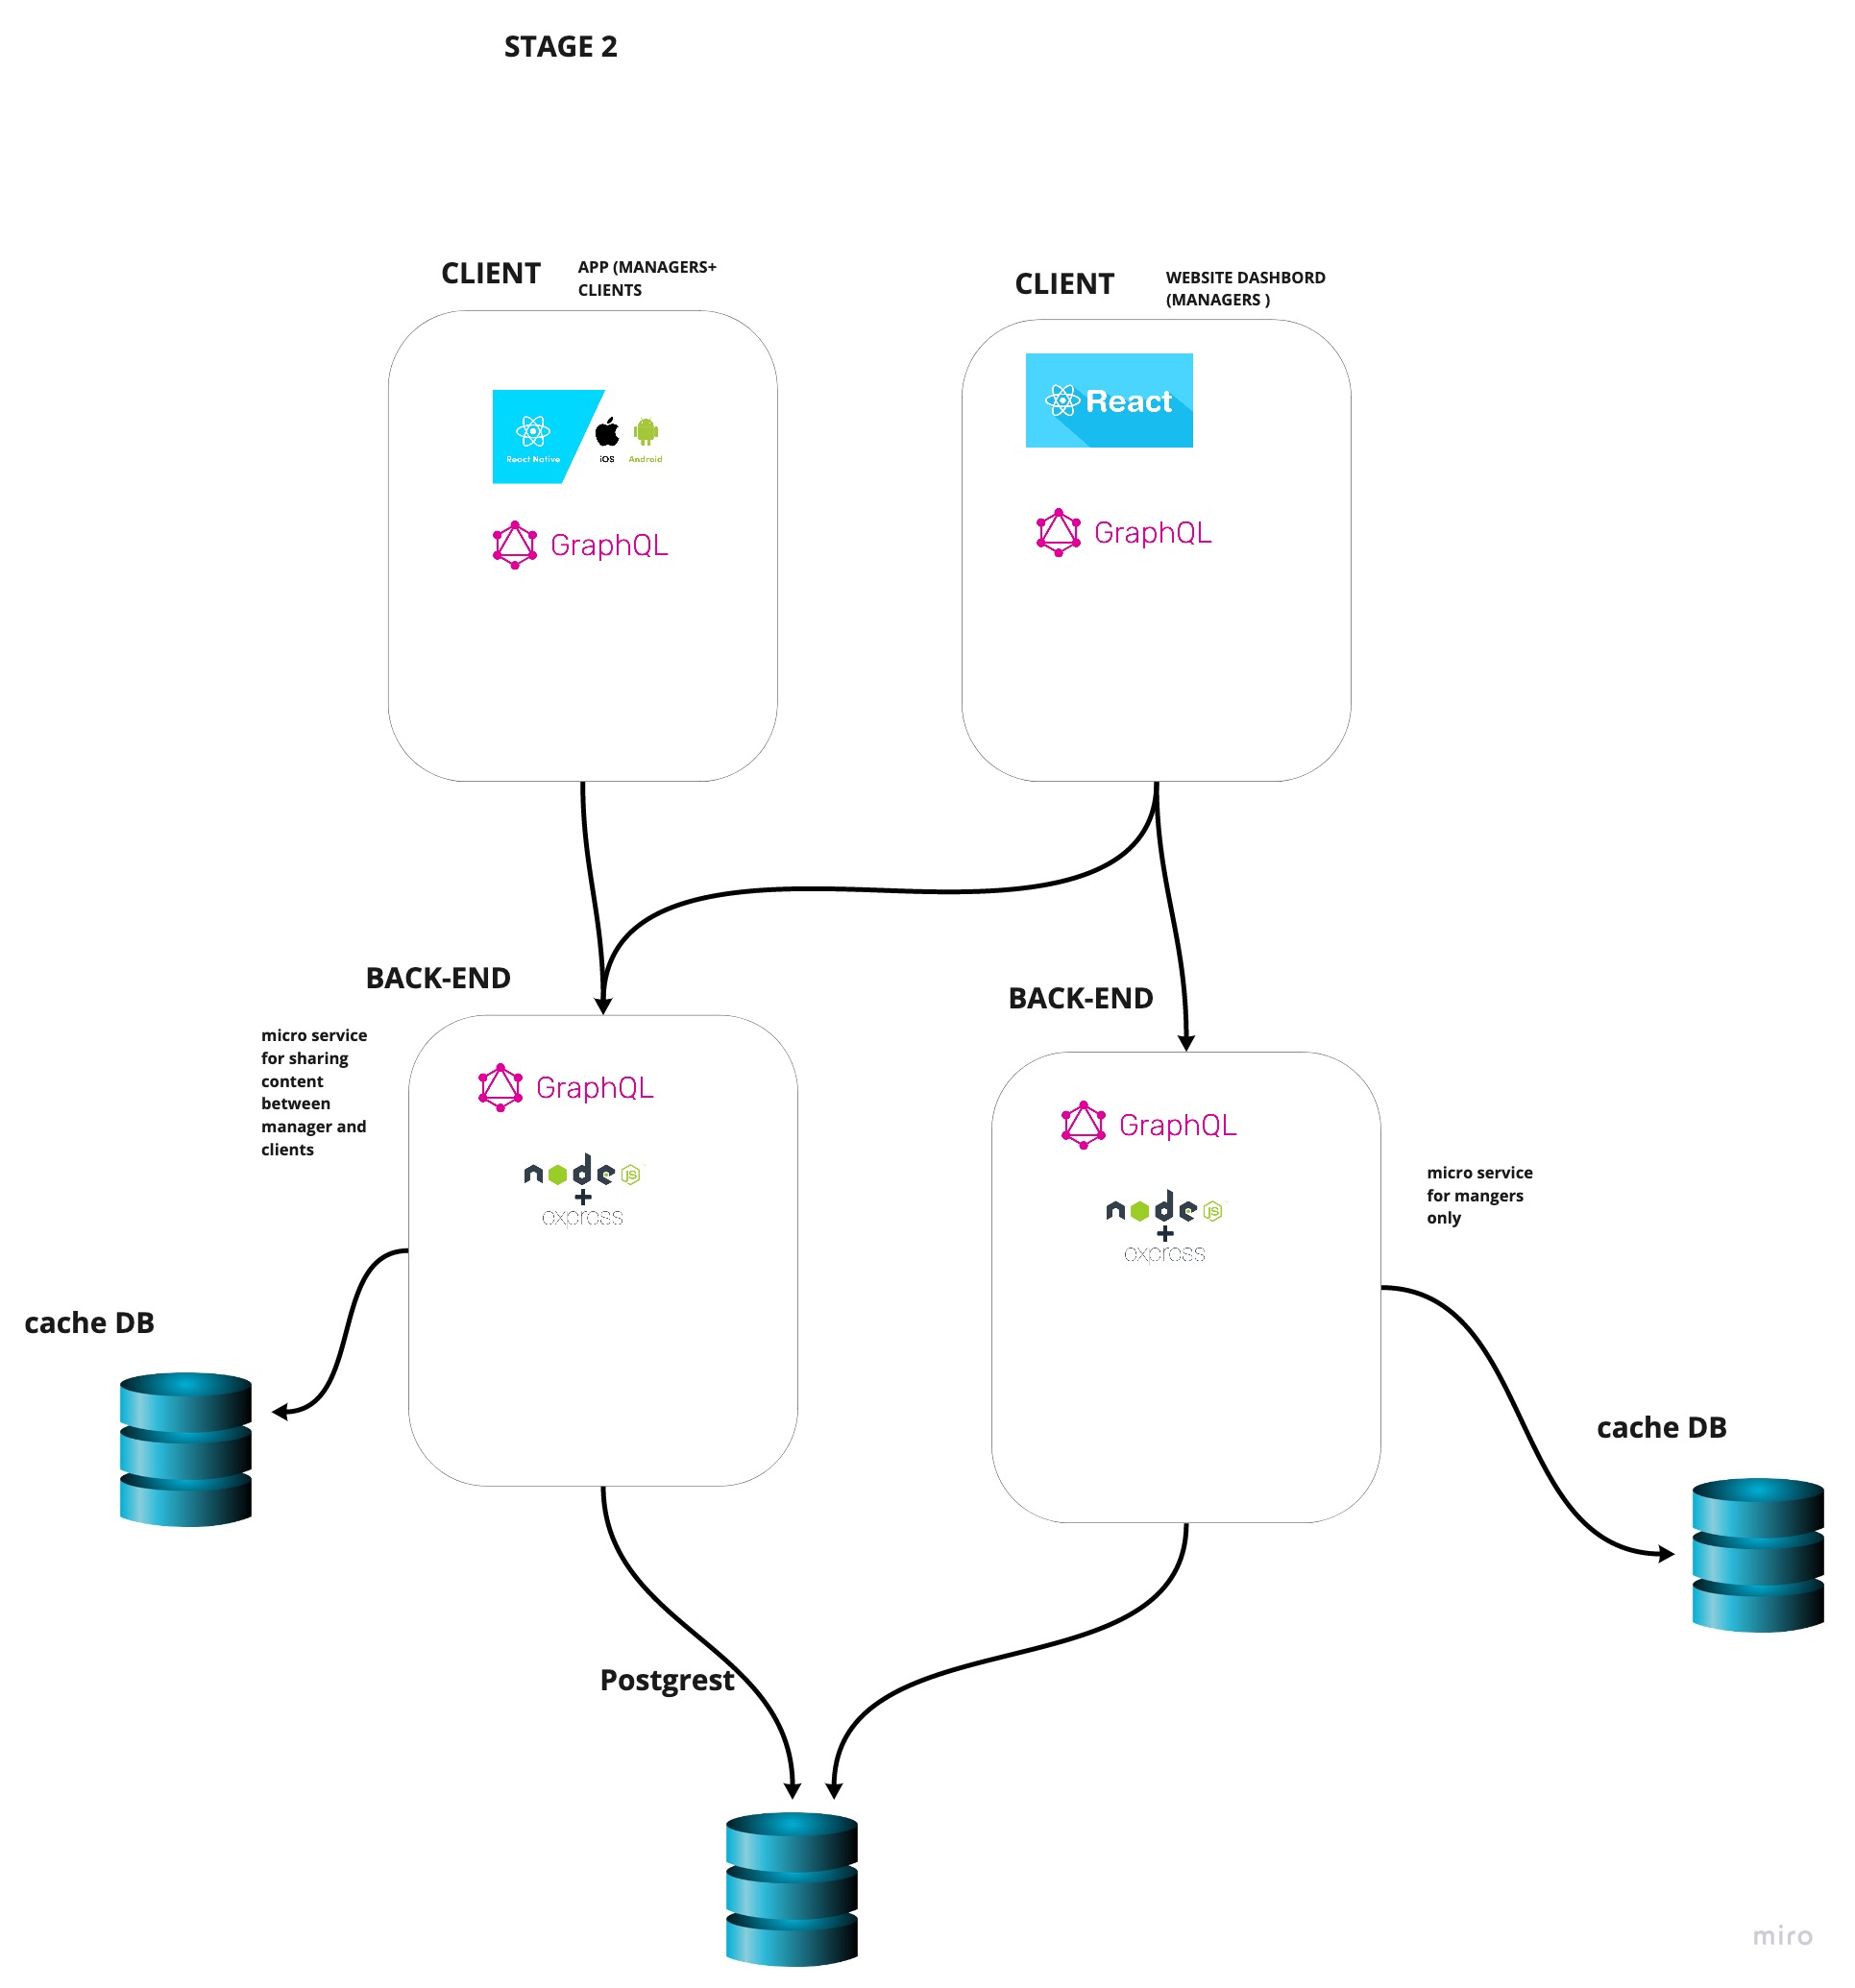 STAGE 2
CLIENT
APP (MANAGERS+
CLIENTS
CLIENT
WEBSITE DASHBORD
(MANAGERS )
React Native
iOS
Android
GraphQL
React
GraphQL
BACK-END
micro service
for sharing
content
between
manager and
clients
GraphQL
node JS
+
express
BACK-END
GraphQL
node JS
+
express
micro service
for mangers
only
cache DB
cache DB
Postgrest
miro